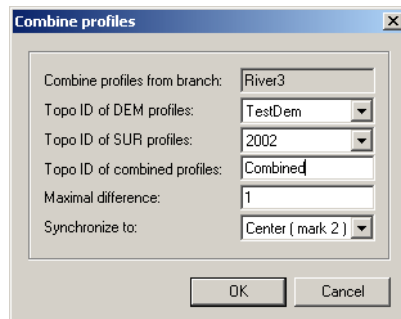 Combine profiles
Combine profiles from branch: River3
Topo ID of DEM profiles: TestDem
Topo ID of SUR profiles: 2002
Topo ID of combined profiles: Combined
Maximal difference: 1
Synchronize to: Center ( mark 2 )
OK Cancel